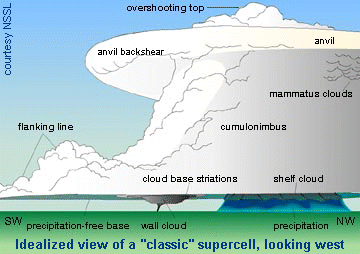 courtesy NSSL
overshooting top
anvil
anvil backshear
mammatus clouds
flanking line
cumulonimbus
cloud base striations
shelf cloud
SW
NW
precipitation-free base
wall cloud
precipitation
Idealized view of a "classic" supercell, looking west